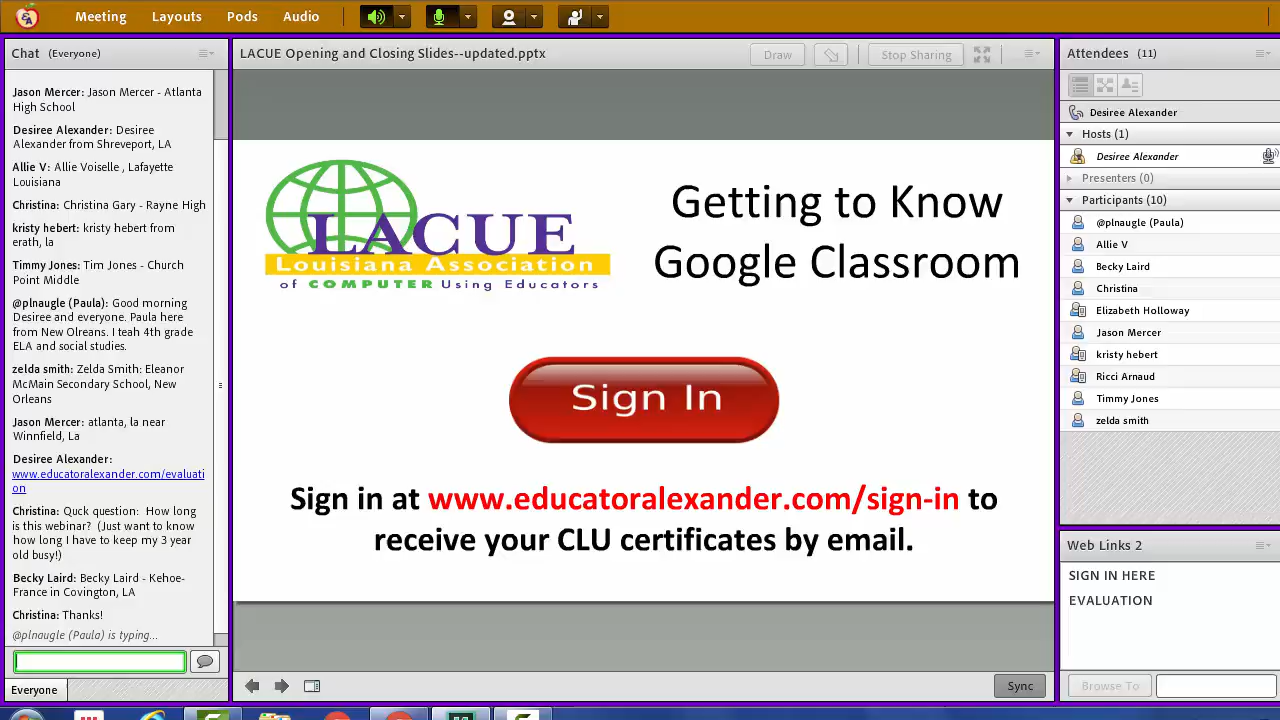 Meeting
Layouts
Pods
Audio
Chat (Everyone)
Jason Mercer: Jason Mercer - Atlanta
High School
Desiree Alexander: Desiree
Alexander from Shreveport, LA
Allie V: Allie Voiselle , Lafayette
Louisiana
Christina: Christina Gary - Rayne High
kristy hebert: kristy hebert from
erath, la
Timmy Jones: Tim Jones - Church
Point Middle
@plnaugle (Paula): Good morning
Desiree and everyone. Paula here
from New Olreans. I teah 4th grade
ELA and social studies.
zelda smith: Zelda Smith: Eleanor
McMain Secondary School, New
Orleans
Jason Mercer: atlanta, la near
Winnfield, La
Desiree Alexander:
www.educatoralexander.com/evaluati
on
Christina: Quck question: How long
is this webinar? (Just want to know
how long I have to keep my 3 year
old busy!)
Becky Laird: Becky Laird - Kehoe-
France in Covington, LA
Christina: Thanks!
@plnaugle (Paula) is typing...
Everyone
LACUE Opening and Closing Slides--updated.pptx
Draw
Stop Sharing
LACUE
Louisiana Association
of COMPUTER Using Educators
Getting to Know
Google Classroom
Sign In
Sign in at www.educatoralexander.com/sign-in to
receive your CLU certificates by email.
Sync
Attendees (11)
Desiree Alexander
Hosts (1)
Desiree Alexander
Presenters (0)
Participants (10)
@plnaugle (Paula)
Allie V
Becky Laird
Christina
Elizabeth Holloway
Jason Mercer
kristy hebert
Ricci Arnaud
Timmy Jones
zelda smith
Web Links 2
SIGN IN HERE
EVALUATION
Browse To